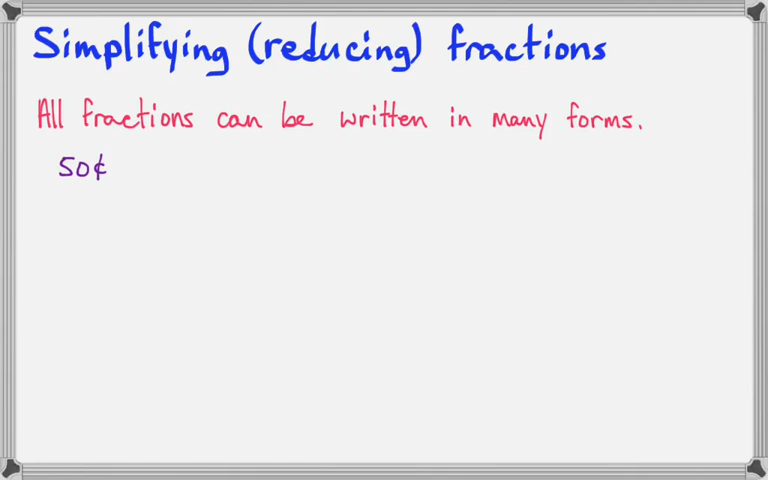 Simplifying (reducing) fractions
All fractions can be written in many forms.
50¢